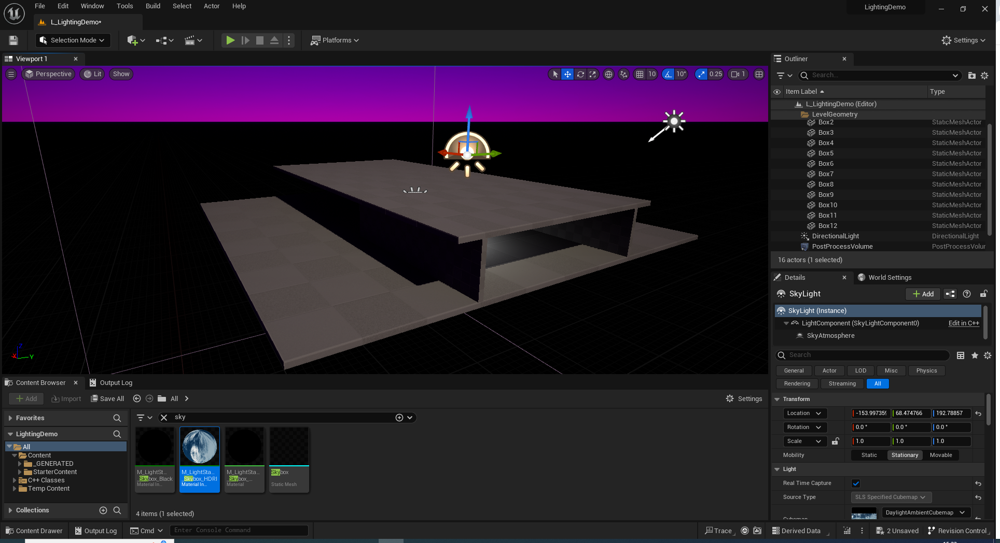 File Edit Window Tools Build Select Actor Help
LightingDemo
L_LightingDemo*
Selection Mode
Platforms
Settings
Viewport 1
Perspective Lit Show
10 10° 0.25 1
Z
X
Y
Outliner
Search...
Item Label Type
L_LightingDemo (Editor)
LevelGeometry
Box2 StaticMeshActor
Box3 StaticMeshActor
Box4 StaticMeshActor
Box5 StaticMeshActor
Box6 StaticMeshActor
Box7 StaticMeshActor
Box8 StaticMeshActor
Box9 StaticMeshActor
Box10 StaticMeshActor
Box11 StaticMeshActor
Box12 StaticMeshActor
DirectionalLight DirectionalLight
PostProcessVolume PostProcessVolur
16 actors (1 selected)
Details World Settings
SkyLight Add
SkyLight (Instance)
LightComponent (SkyLightComponent0) Edit in C++
SkyAtmosphere
Search
General Actor LOD Misc Physics
Rendering Streaming All
Transform
Location -153.997359 68.474766 192.78857
Rotation 0.0 ° 0.0 ° 0.0 °
Scale 1.0 1.0 1.0
Mobility Static Stationary Movable
Light
Real Time Capture
Source Type SLS Specified Cubemap
DaylightAmbientCubemap
Cubemap
Content Browser Output Log
Add Import Save All All Settings
Favorites
LightingDemo
All
Content
_GENERATED
StarterContent
C++ Classes
Temp Content
Collections
sky
M_LightSt...
_Skybox_Black
Material In...
M_LightSta...
_Skybox_HDRI
Material In...
M_LightSta...
_Skybox_...
Material
Skybox
Static Mesh
4 items (1 selected)
Content Drawer Output Log Cmd Enter Console Command
Trace Derived Data 2 Unsaved Revision Control